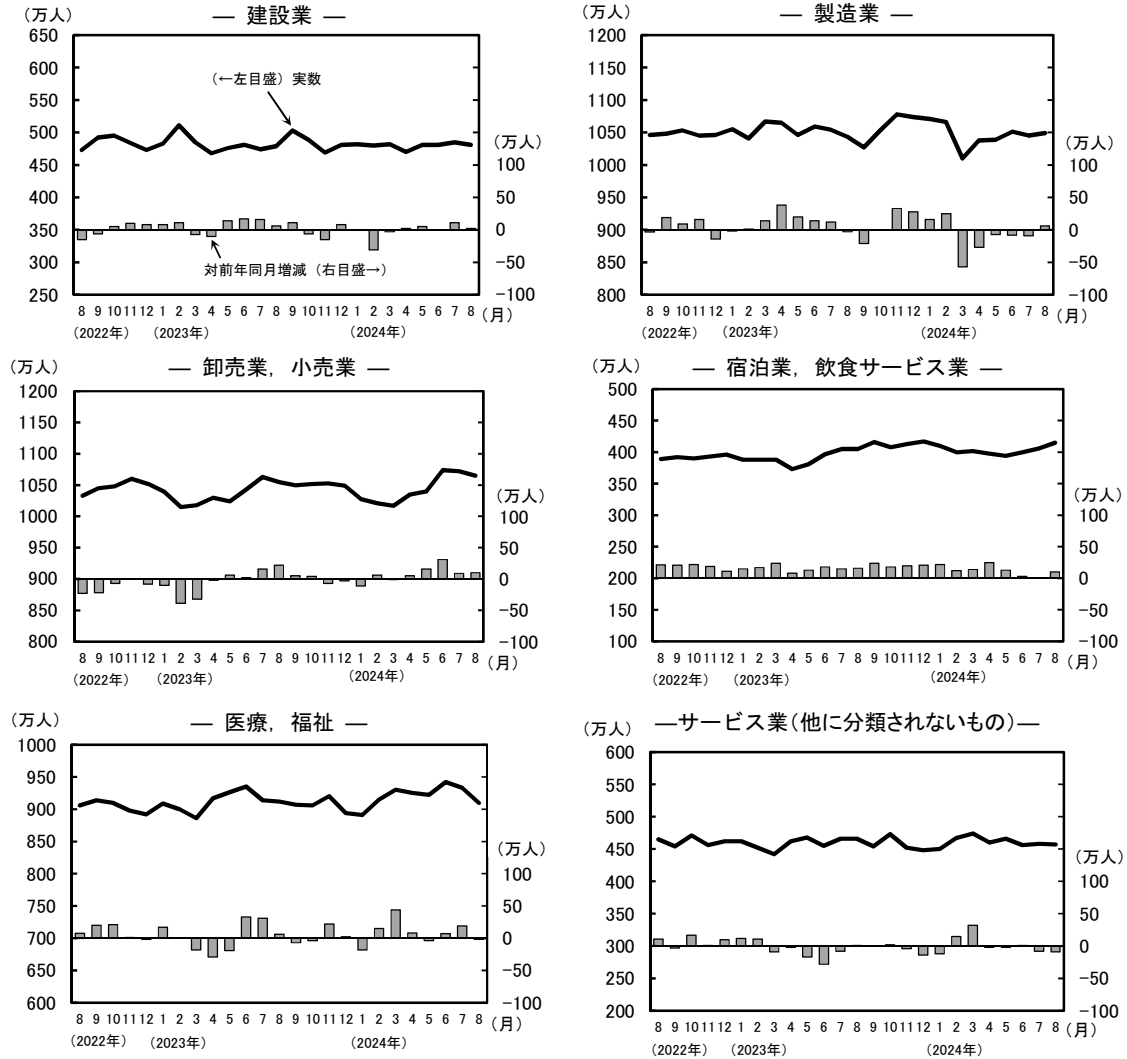 （万人）
― 建設業 ―
650
600
550
500
450
400
350
300
250
（←左目盛）実数
対前年同月増減（右目盛→）
（万人）
100
50
0
−50
−100
8 9 10 11 12 1 2 3 4 5 6 7 8 9 10 11 12 1 2 3 4 5 6 7 8（月）
（2022年）（2023年）（2024年）
（万人）
― 製造業 ―
1200
1150
1100
1050
1000
950
900
850
800
（万人）
100
50
0
−50
−100
8 9 10 11 12 1 2 3 4 5 6 7 8 9 10 11 12 1 2 3 4 5 6 7 8（月）
（2022年）（2023年）（2024年）
（万人）
― 卸売業，小売業 ―
1200
1150
1100
1050
1000
950
900
850
800
（万人）
100
50
0
−50
−100
8 9 10 11 12 1 2 3 4 5 6 7 8 9 10 11 12 1 2 3 4 5 6 7 8（月）
（2022年）（2023年）（2024年）
（万人）
― 宿泊業，飲食サービス業 ―
500
450
400
350
300
250
200
150
100
（万人）
100
50
0
−50
−100
8 9 10 11 12 1 2 3 4 5 6 7 8 9 10 11 12 1 2 3 4 5 6 7 8（月）
（2022年）（2023年）（2024年）
（万人）
― 医療，福祉 ―
1000
950
900
850
800
750
700
650
600
（万人）
100
50
0
−50
−100
8 9 10 11 12 1 2 3 4 5 6 7 8 9 10 11 12 1 2 3 4 5 6 7 8（月）
（2022年）（2023年）（2024年）
（万人）
―サービス業（他に分類されないもの）―
600
550
500
450
400
350
300
250
200
（万人）
100
50
0
−50
−100
8 9 10 11 12 1 2 3 4 5 6 7 8 9 10 11 12 1 2 3 4 5 6 7 8（月）
（2022年）（2023年）（2024年）